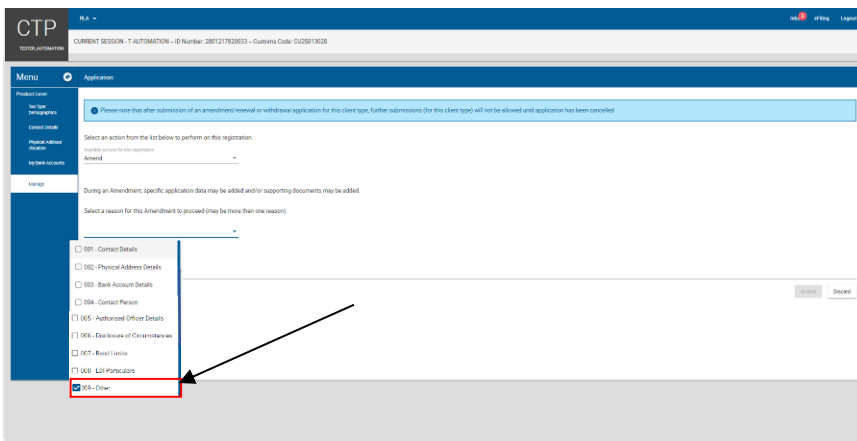 CTP
TESTER, AUTOMATION
RLA
Inbox 2 eFiling Logout
CURRENT SESSION - T AUTOMATION – ID Number: 2801217820033 – Customs Code: CU25013028
Menu
Application
Product Level
Tax Type
Demographics
Contact Details
Physical Address
/location
My Bank Accounts
Manage
Please note that after submission of an amendment/renewal or withdrawal application for this client type, further submissions (for this client type) will not be allowed until application has been cancelled
Select an action from the list below to perform on this registration.
Available actions for this registration
Amend
During an Amendment, specific application data may be added and/or supporting documents may be added.
Select a reason for this Amendment to proceed (may be more than one reason):
001 - Contact Details
002 - Physical Address Details
003 - Bank Account Details
004 - Contact Person
005 - Authorised Officer Details
006 - Disclosure of Circumstances
007 - Bond Limits
008 - EDI Particulars
009 - Other
Amend Discard